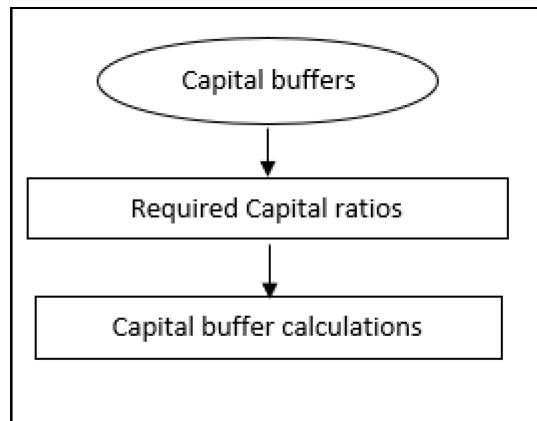 Capital buffers
Required Capital ratios
Capital buffer calculations